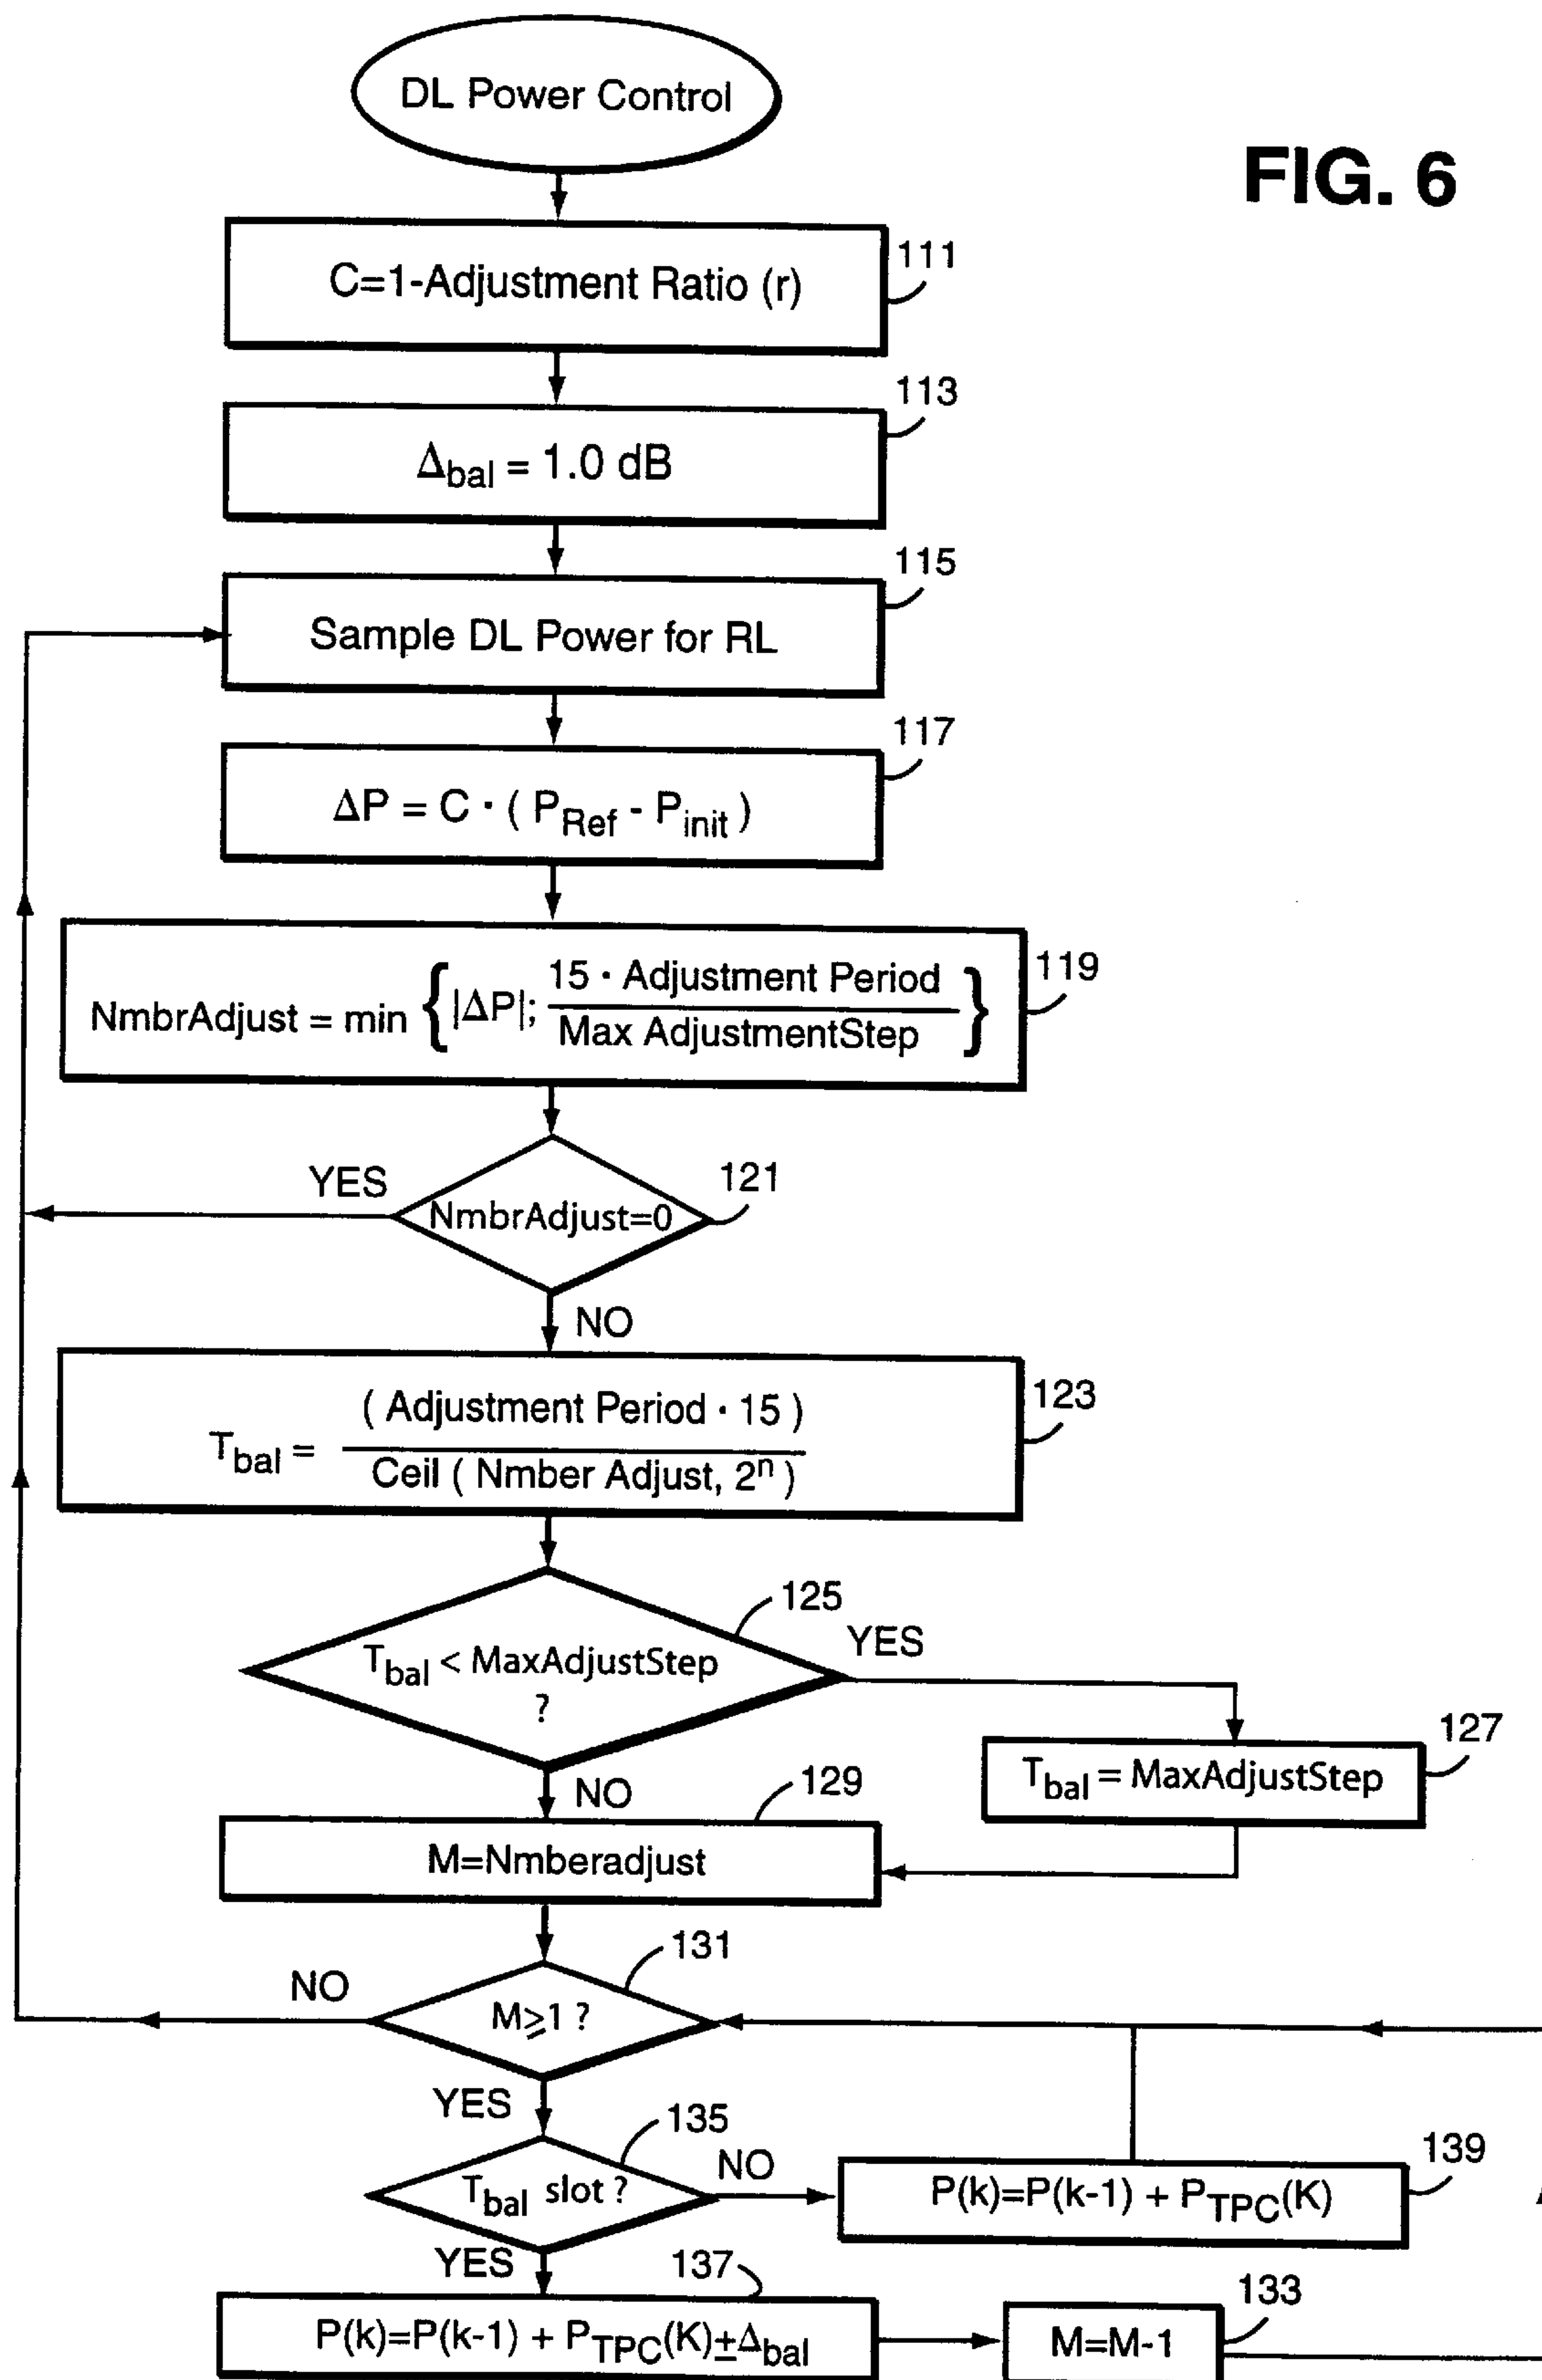 DL Power Control
FIG. 6
111
C=1-Adjustment Ratio (r)
113
Δbal = 1.0 dB
115
Sample DL Power for RL
117
ΔP = C · ( PRef - Pinit )
119
NmbrAdjust = min { |ΔP|; 15 · Adjustment Period / Max AdjustmentStep }
YES
121
NmbrAdjust=0
NO
123
Tbal = ( Adjustment Period · 15 ) / Ceil ( Nmber Adjust, 2ⁿ )
125
YES
Tbal < MaxAdjustStep
?
127
Tbal = MaxAdjustStep
NO
129
M=Nmberadjust
131
NO
M≥1 ?
YES
135
NO
Tbal slot ?
139
P(k)=P(k-1) + PTPC(K)
YES
137
P(k)=P(k-1) + PTPC(K)±Δbal
133
M=M-1